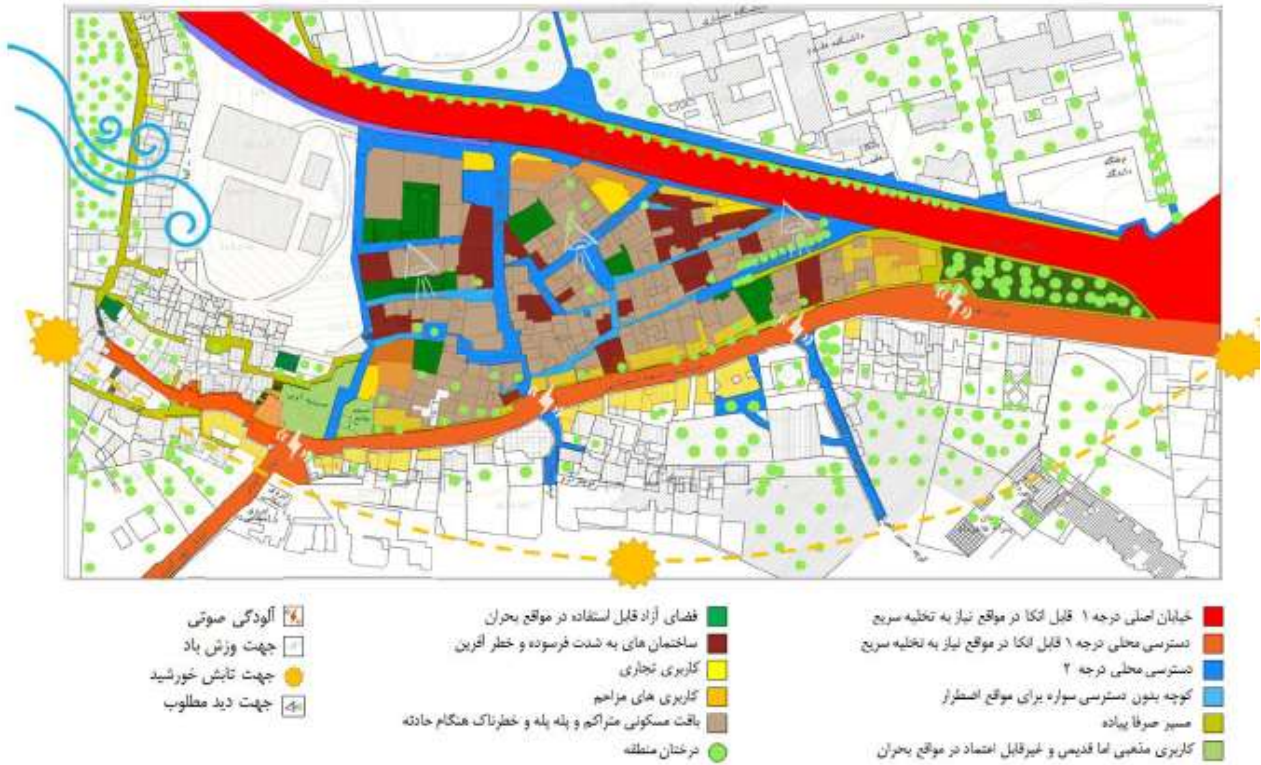 دانشگاه
حسینیه اوین
خیابان اصلی درجه ۱ قابل اتکا در مواقع نیاز به تخلیه سریع
دسترسی محلی درجه ۱ قابل اتکا در مواقع نیاز به تخلیه سریع
دسترسی محلی درجه ۲
کوچه بدون دسترسی سواره برای مواقع اضطرار
مسیر صرفا پیاده
کاربری مذهبی اما قدیمی و غیرقابل اعتماد در مواقع بحران
فضای آزاد قابل استفاده در مواقع بحران
ساختمان های به شدت فرسوده و خطر آفرین
کاربری تجاری
کاربری های مزاحم
بافت مسکونی متراکم و پله پله و خطرناک هنگام حادثه
درختان منطقه
آلودگی صوتی
جهت وزش باد
جهت تابش خورشید
جهت دید مطلوب